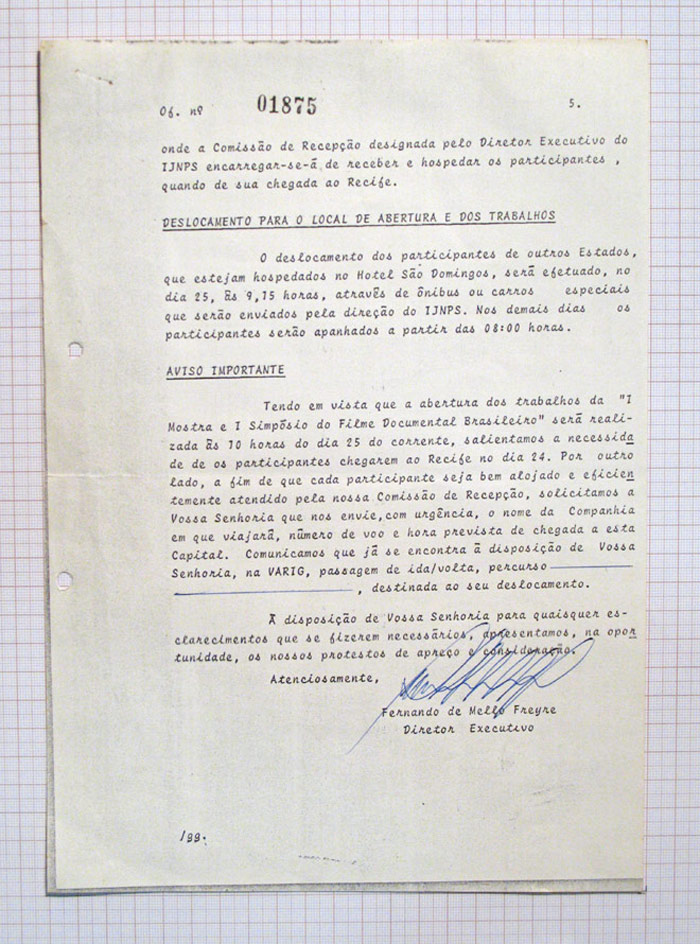 Of. nº 01875 5.
onde a Comissão de Recepção designada pelo Diretor Executivo do
IJNPS encarregar-se-á de receber e hospedar os participantes ,
quando de sua chegada ao Recife.
DESLOCAMENTO PARA O LOCAL DE ABERTURA E DOS TRABALHOS
O deslocamento dos participantes de outros Estados,
que estejam hospedados no Hotel São Domingos, será efetuado, no
dia 25, às 9,15 horas, através de ônibus ou carros especiais
que serão enviados pela direção do IJNPS. Nos demais dias os
participantes serão apanhados a partir das 08:00 horas.
AVISO IMPORTANTE
Tendo em vista que a abertura dos trabalhos da "I
Mostra e I Simpósio do Filme Documental Brasileiro" será reali-
zada às 10 horas do dia 25 do corrente, salientamos a necessida
de de os participantes chegarem ao Recife no dia 24. Por outro
lado, a fim de que cada participante seja bem alojado e eficien
temente atendido pela nossa Comissão de Recepção, solicitamos a
Vossa Senhoria que nos envie,com urgência, o nome da Companhia
em que viajará, número de voo e hora prevista de chegada a esta
Capital. Comunicamos que já se encontra à disposição de Vossa
Senhoria, na VARIG, passagem de ida/volta, percurso
, destinada ao seu deslocamento.
À disposição de Vossa Senhoria para quaisquer es-
clarecimentos que se fizerem necessários, apresentamos, na opor
tunidade, os nossos protestos de apreço e consideração.
Atenciosamente,
Fernando de Mello Freyre
Diretor Executivo
/gg.